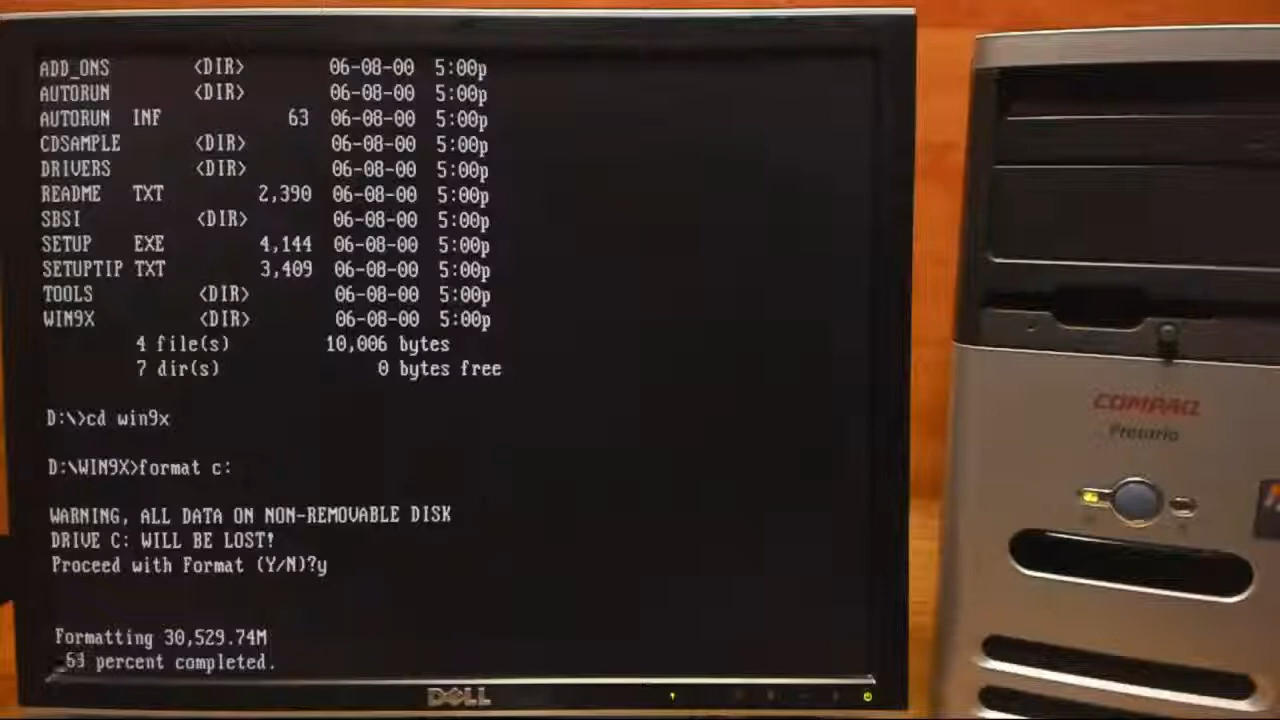 ADD_ONS <DIR> 06-08-00 5:00p
AUTORUN <DIR> 06-08-00 5:00p
AUTORUN INF 63 06-08-00 5:00p
CDSAMPLE <DIR> 06-08-00 5:00p
DRIVERS <DIR> 06-08-00 5:00p
README TXT 2,390 06-08-00 5:00p
SBSI <DIR> 06-08-00 5:00p
SETUP EXE 4,144 06-08-00 5:00p
SETUPTIP TXT 3,409 06-08-00 5:00p
TOOLS <DIR> 06-08-00 5:00p
WIN9X <DIR> 06-08-00 5:00p
4 file(s) 10,006 bytes
7 dir(s) 0 bytes free
D:\>cd win9x
D:\WIN9X>format c:
WARNING, ALL DATA ON NON-REMOVABLE DISK
DRIVE C: WILL BE LOST!
Proceed with Format (Y/N)?y
Formatting 30,529.74M
percent completed.
DELL
COMPAQ
Presario